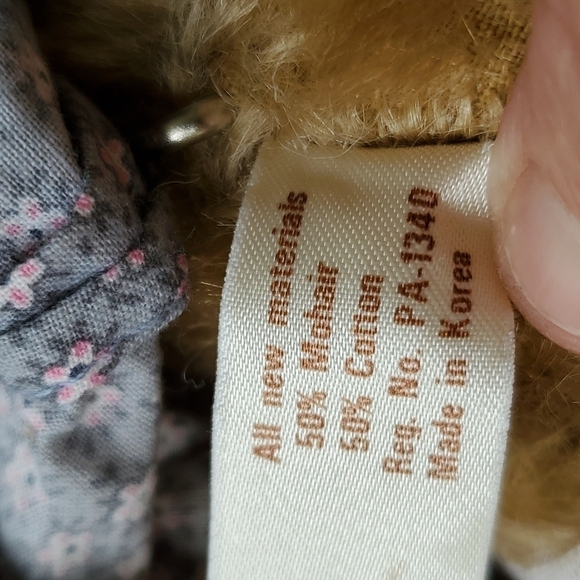 All new materials
50% Mohair
50% Cotton
Reg. No. PA-1340
Made in Korea